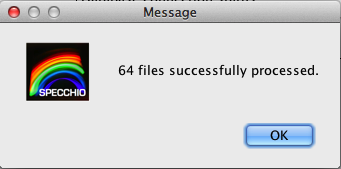 Message
64 files successfully processed.
SPECCHIO
OK